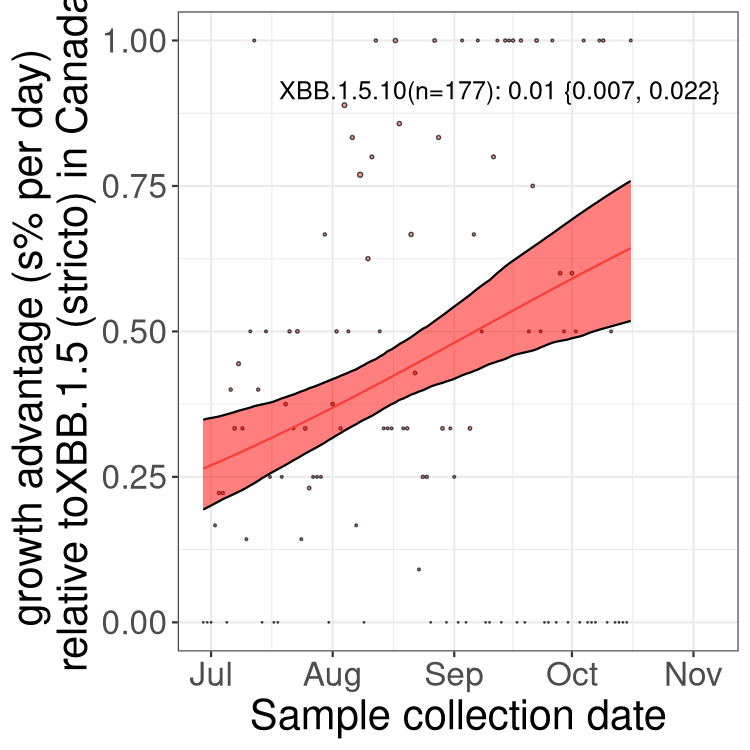 growth advantage (s% per day)
relative toXBB.1.5 (stricto) in Canada
1.00
0.75
0.50
0.25
0.00
XBB.1.5.10(n=177): 0.01 {0.007, 0.022}
Jul Aug Sep Oct Nov
Sample collection date